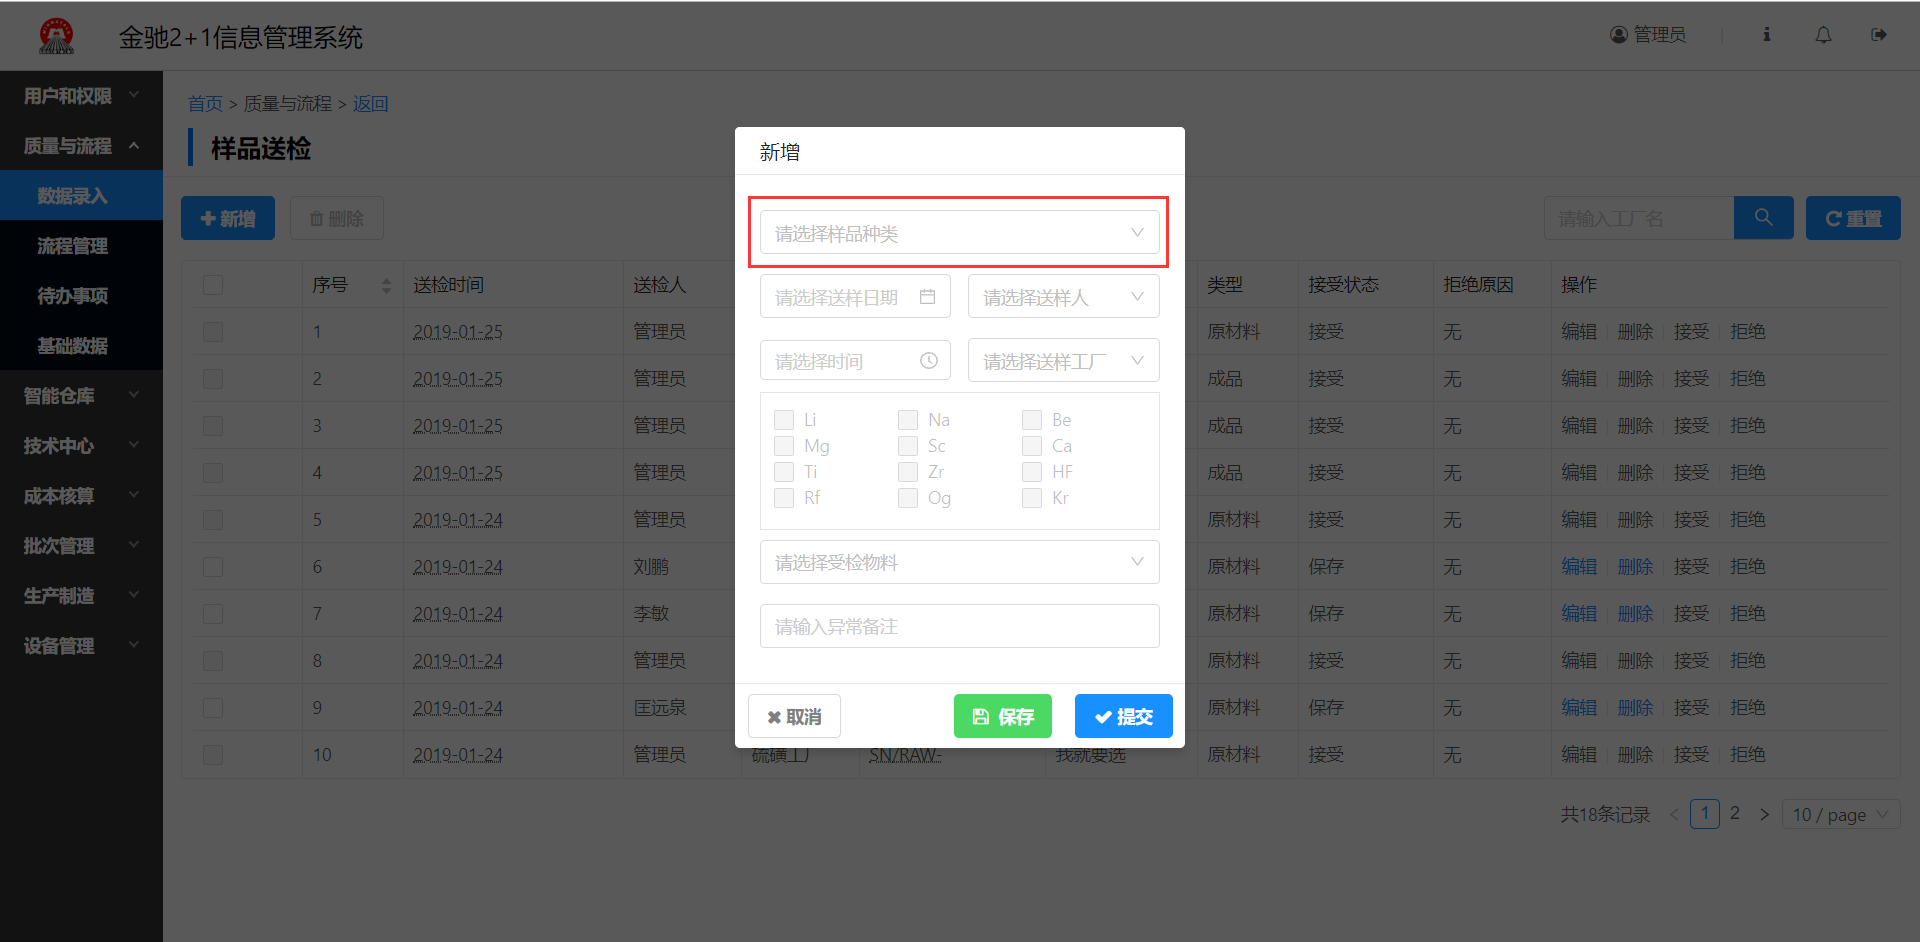 金驰2+1信息管理系统
管理员
用户和权限
质量与流程
数据录入
流程管理
待办事项
基础数据
智能仓库
技术中心
成本核算
批次管理
生产制造
设备管理
首页 > 质量与流程 > 返回
样品送检
新增 删除
请输入工厂名 重置
序号 送检时间 送检人 类型 接受状态 拒绝原因 操作
1 2019-01-25 管理员 原材料 接受 无 编辑 删除 接受 拒绝
2 2019-01-25 管理员 成品 接受 无 编辑 删除 接受 拒绝
3 2019-01-25 管理员 成品 接受 无 编辑 删除 接受 拒绝
4 2019-01-25 管理员 成品 接受 无 编辑 删除 接受 拒绝
5 2019-01-24 管理员 原材料 接受 无 编辑 删除 接受 拒绝
6 2019-01-24 刘鹏 原材料 保存 无 编辑 删除 接受 拒绝
7 2019-01-24 李敏 原材料 保存 无 编辑 删除 接受 拒绝
8 2019-01-24 管理员 原材料 接受 无 编辑 删除 接受 拒绝
9 2019-01-24 匡远泉 原材料 保存 无 编辑 删除 接受 拒绝
10 2019-01-24 管理员 硫磺工厂 SN/RAW- 我就要选 原材料 接受 无 编辑 删除 接受 拒绝
共18条记录 1 2 10 / page
新增
请选择样品种类
请选择送样日期 请选择送样人
请选择时间 请选择送样工厂
Li Na Be
Mg Sc Ca
Ti Zr HF
Rf Og Kr
请选择受检物料
请输入异常备注
取消 保存 提交